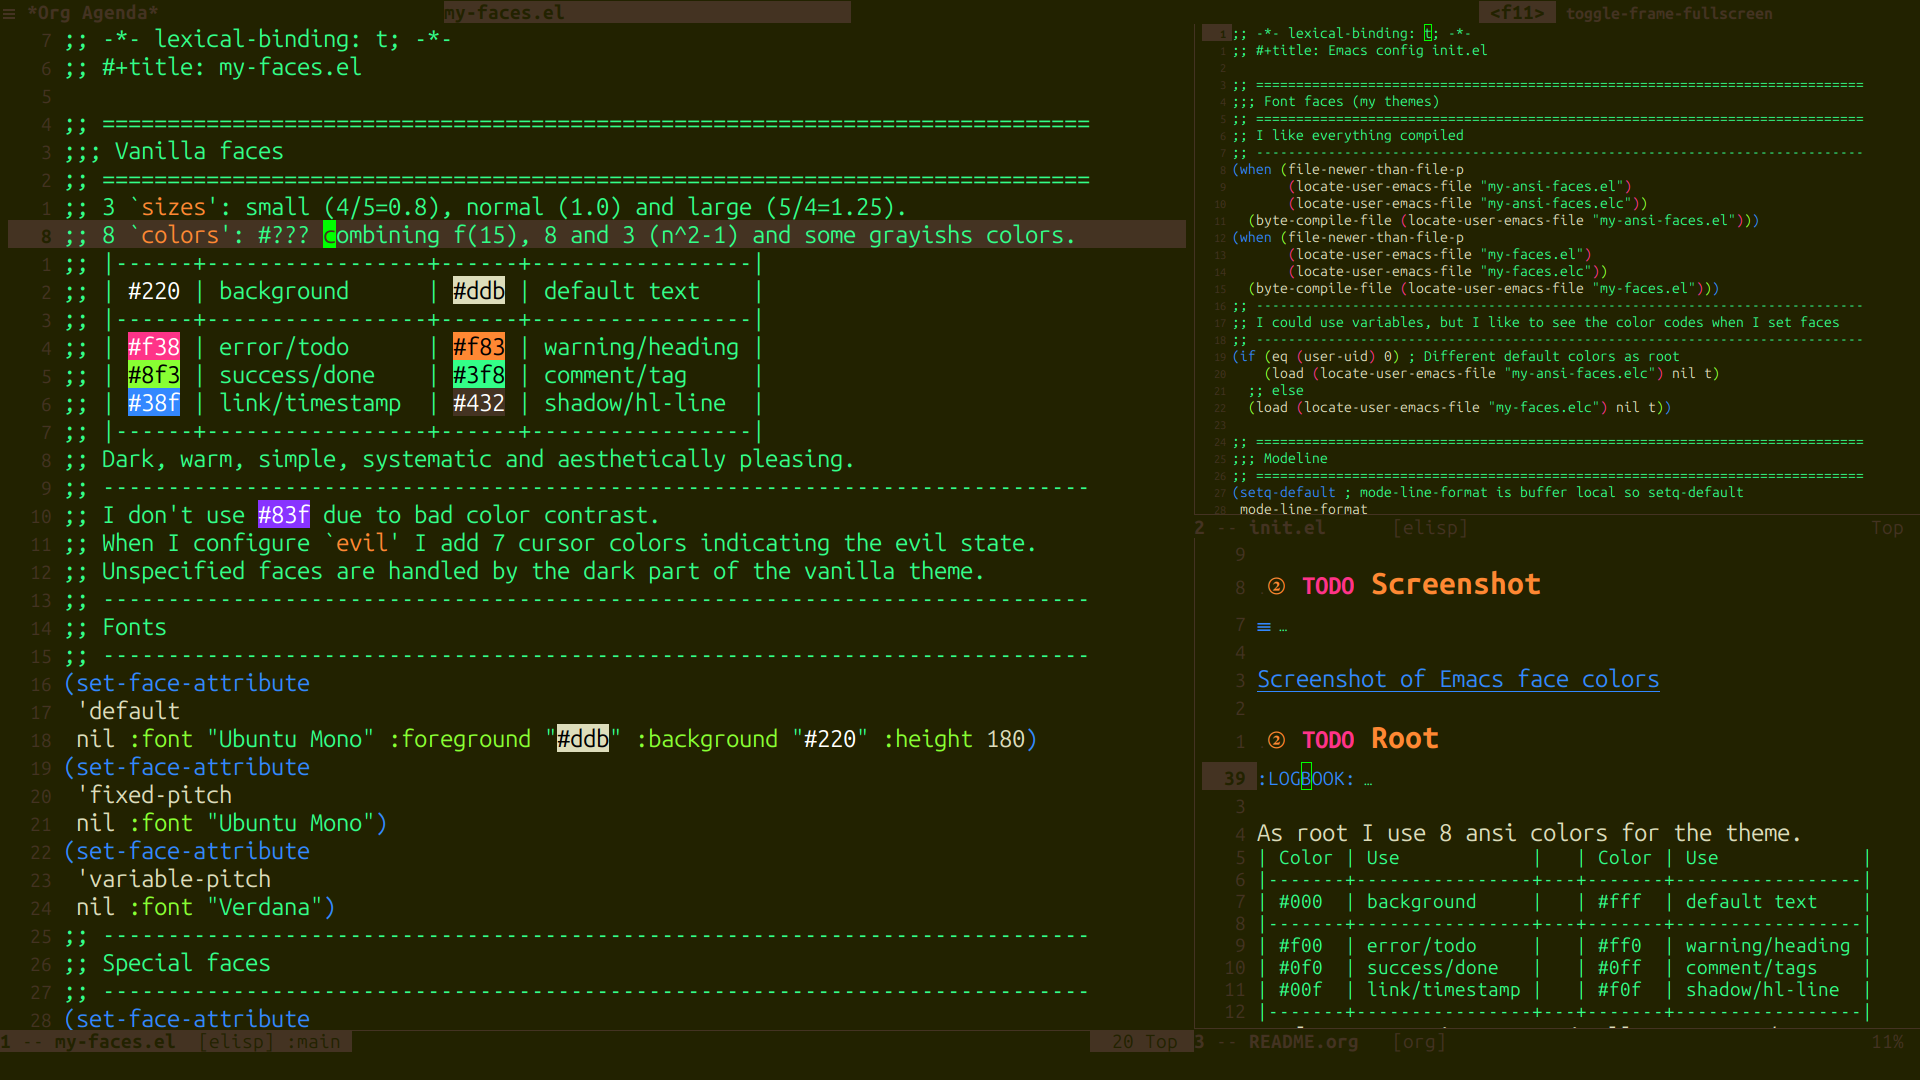 ≡ *Org Agenda*
my-faces.el
<f11> toggle-frame-fullscreen
7 ;; -*- lexical-binding: t; -*-
6 ;; #+title: my-faces.el
5
4 ;; ============================================================================
3 ;;; Vanilla faces
2 ;; ============================================================================
1 ;; 3 `sizes': small (4/5=0.8), normal (1.0) and large (5/4=1.25).
8 ;; 8 `colors': #??? combining f(15), 8 and 3 (n^2-1) and some grayishs colors.
1 ;; |------+-----------------+------+-----------------|
2 ;; | #220 | background      | #ddb | default text    |
3 ;; |------+-----------------+------+-----------------|
4 ;; | #f38 | error/todo      | #f83 | warning/heading |
5 ;; | #8f3 | success/done    | #3f8 | comment/tag     |
6 ;; | #38f | link/timestamp  | #432 | shadow/hl-line  |
7 ;; |------+-----------------+------+-----------------|
8 ;; Dark, warm, simple, systematic and aesthetically pleasing.
9 ;; ----------------------------------------------------------------------------
10 ;; I don't use #83f due to bad color contrast.
11 ;; When I configure `evil' I add 7 cursor colors indicating the evil state.
12 ;; Unspecified faces are handled by the dark part of the vanilla theme.
13 ;; ----------------------------------------------------------------------------
14 ;; Fonts
15 ;; ----------------------------------------------------------------------------
16 (set-face-attribute
17  'default
18  nil :font "Ubuntu Mono" :foreground "#ddb" :background "#220" :height 180)
19 (set-face-attribute
20  'fixed-pitch
21  nil :font "Ubuntu Mono")
22 (set-face-attribute
23  'variable-pitch
24  nil :font "Verdana")
25 ;; ----------------------------------------------------------------------------
26 ;; Special faces
27 ;; ----------------------------------------------------------------------------
28 (set-face-attribute
1 -- my-faces.el  [elisp] :main 20 Top
1 ;; -*- lexical-binding: t; -*-
1 ;; #+title: Emacs config init.el
2
3 ;; ============================================================================
4 ;;; Font faces (my themes)
5 ;; ============================================================================
6 ;; I like everything compiled
7 ;; ----------------------------------------------------------------------------
8 (when (file-newer-than-file-p
9        (locate-user-emacs-file "my-ansi-faces.el")
10        (locate-user-emacs-file "my-ansi-faces.elc"))
11   (byte-compile-file (locate-user-emacs-file "my-ansi-faces.el")))
12 (when (file-newer-than-file-p
13        (locate-user-emacs-file "my-faces.el")
14        (locate-user-emacs-file "my-faces.elc"))
15   (byte-compile-file (locate-user-emacs-file "my-faces.el")))
16 ;; ----------------------------------------------------------------------------
17 ;; I could use variables, but I like to see the color codes when I set faces
18 ;; ----------------------------------------------------------------------------
19 (if (eq (user-uid) 0) ; Different default colors as root
20     (load (locate-user-emacs-file "my-ansi-faces.elc") nil t)
21   ;; else
22   (load (locate-user-emacs-file "my-faces.elc") nil t))
23
24 ;; ============================================================================
25 ;;; Modeline
26 ;; ============================================================================
27 (setq-default ; mode-line-format is buffer local so setq-default
28  mode-line-format
2 -- init.el [elisp] Top
9
8 ② TODO Screenshot
7 ≡ …
4
3 Screenshot of Emacs face colors
2
1 ② TODO Root
39 :LOGBOOK: …
3
4 As root I use 8 ansi colors for the theme.
5 | Color | Use            |   | Color | Use             |
6 |-------+----------------+---+-------+-----------------|
7 | #000  | background     |   | #fff  | default text    |
8 |-------+----------------+---+-------+-----------------|
9 | #f00  | error/todo     |   | #ff0  | warning/heading |
10 | #0f0  | success/done   |   | #0ff  | comment/tags    |
11 | #00f  | link/timestamp |   | #f0f  | shadow/hl-line  |
12 |-------+----------------+---+-------+-----------------|
3 -- README.org [org] 11%